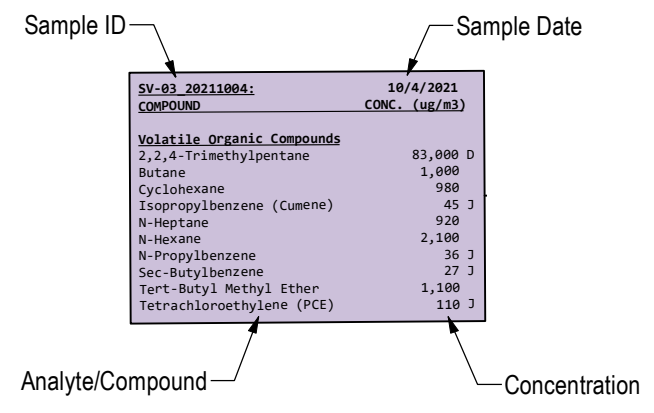 Sample ID Sample Date
SV-03_20211004: 10/4/2021
COMPOUND CONC. (ug/m3)
Volatile Organic Compounds
2,2,4-Trimethylpentane 83,000 D
Butane 1,000
Cyclohexane 980
Isopropylbenzene (Cumene) 45 J
N-Heptane 920
N-Hexane 2,100
N-Propylbenzene 36 J
Sec-Butylbenzene 27 J
Tert-Butyl Methyl Ether 1,100
Tetrachloroethylene (PCE) 110 J
Analyte/Compound Concentration